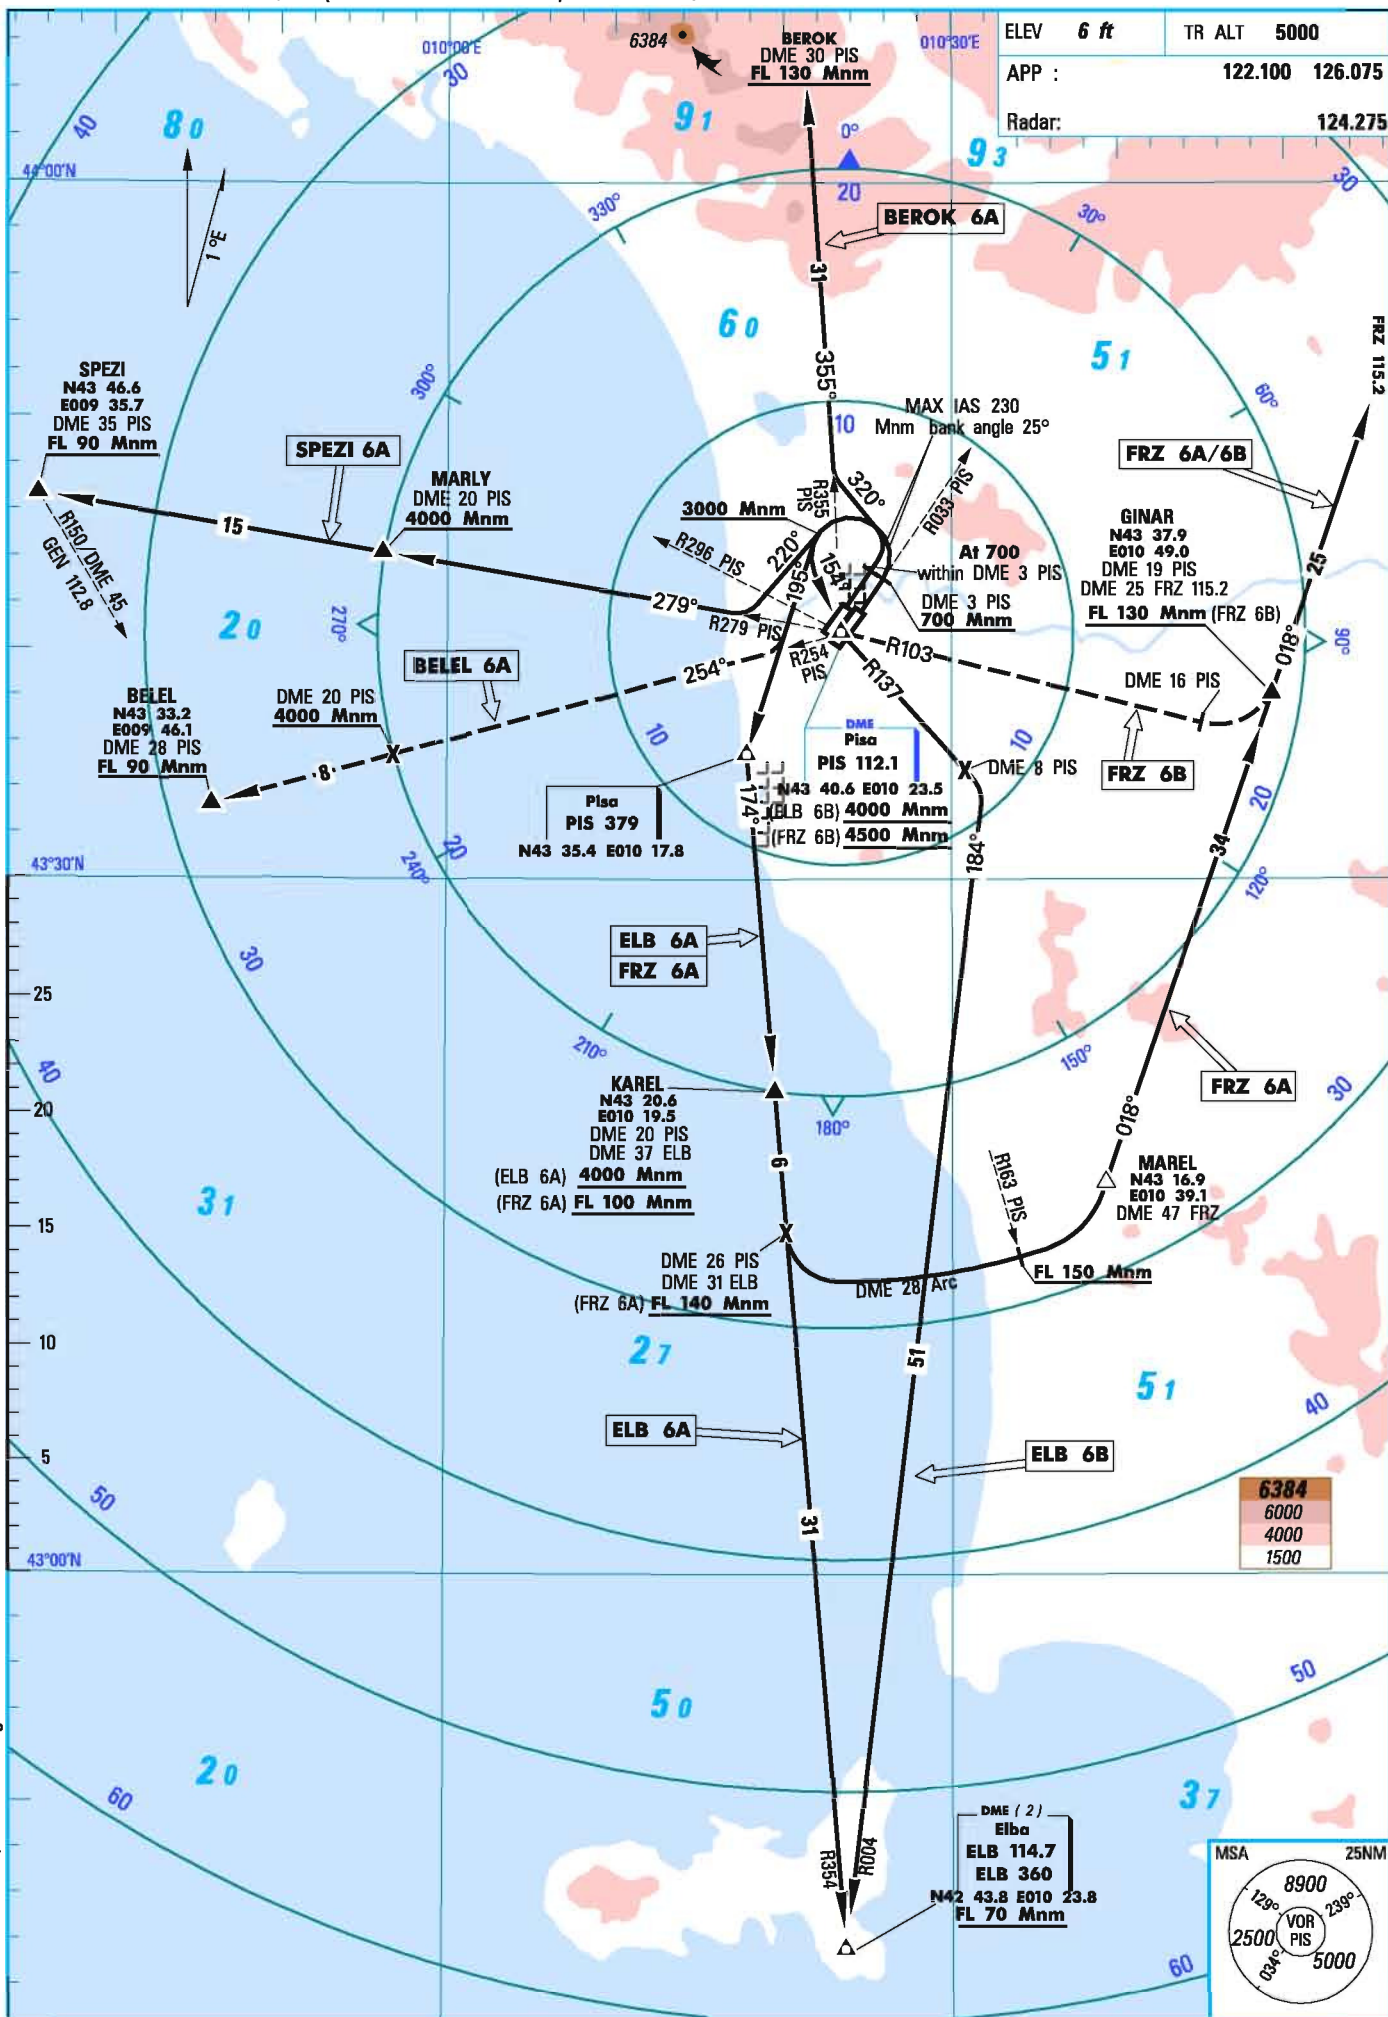 ELEV 6 ft TR ALT 5000
APP : 122.100 126.075
Radar: 124.275
6384
BEROK
DME 30 PIS
FL 130 Mnm
010°00'E
010°30'E
30
40
80
91
93
0°
20
30
44°00'N
1 °E
330°
30°
BEROK 6A
31
60
51
355°
FRZ 115.2
SPEZI
N43 46.6
E009 35.7
DME 35 PIS
FL 90 Mnm
300°
60°
SPEZI 6A
MARLY
DME 20 PIS
4000 Mnm
10
MAX IAS 230
Mnm bank angle 25°
FRZ 6A/6B
15
R150/DME 45
GEN 112.8
3000 Mnm
R355
PIS
320°
R033 PIS
R296 PIS
220°
195°
154°
At 700
within DME 3 PIS
DME 3 PIS
700 Mnm
GINAR
N43 37.9
E010 49.0
DME 19 PIS
DME 25 FRZ 115.2
FL 130 Mnm (FRZ 6B)
25
018°
90°
279°
R279 PIS
20
270°
BELEL 6A
254°
R254
PIS
R103
R137
DME 16 PIS
BELEL
N43 33.2
E009 46.1
DME 28 PIS
FL 90 Mnm
DME 20 PIS
4000 Mnm
8
10
DME
Pisa
PIS 112.1
N43 40.6 E010 23.5
(ELB 6B) 4000 Mnm
(FRZ 6B) 4500 Mnm
10
DME 8 PIS
FRZ 6B
20
34
Pisa
PIS 379
N43 35.4 E010 17.8
174°
184°
43°30'N
240°
20
120°
30
ELB 6A
FRZ 6A
25
210°
150°
40
KAREL
N43 20.6
E010 19.5
DME 20 PIS
DME 37 ELB
(ELB 6A) 4000 Mnm
(FRZ 6A) FL 100 Mnm
180°
FRZ 6A
30
20
018°
6
R163 PIS
MAREL
N43 16.9
E010 39.1
DME 47 FRZ
31
15
DME 26 PIS
DME 31 ELB
(FRZ 6A) FL 140 Mnm
DME 28 Arc
FL 150 Mnm
10
27
51
51
40
ELB 6A
ELB 6B
5
50
31
6384
6000
4000
1500
43°00'N
50
50
20
60
37
DME (2)
Elba
ELB 114.7
ELB 360
N42 43.8 E010 23.8
FL 70 Mnm
R354
R004
60
MSA 25NM
8900
129°
239°
VOR
PIS
2500
5000
034°